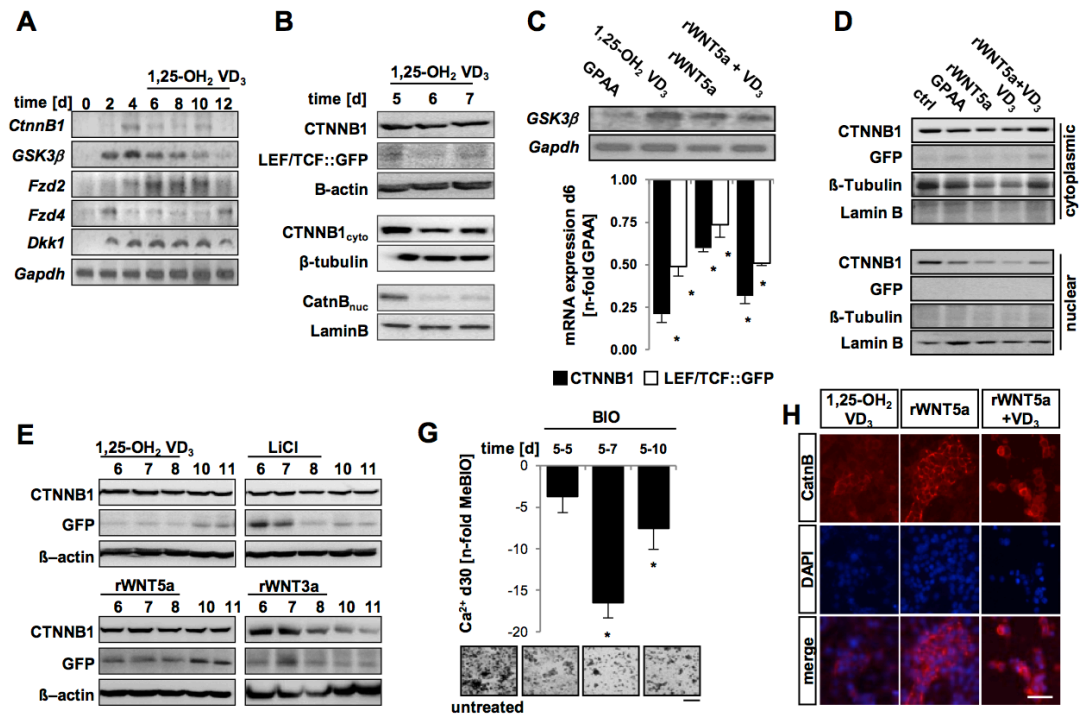 A
1,25-OH2 VD3
time [d] 0 2 4 6 8 10 12
CtnnB1
GSK3β
Fzd2
Fzd4
Dkk1
Gapdh
B
1,25-OH2 VD3
time [d] 5 6 7
CTNNB1
LEF/TCF::GFP
B-actin
CTNNB1cyto
β-tubulin
CatnBnuc
LaminB
C
GPAA
1,25-OH2 VD3
rWNT5a
rWNT5a + VD3
GSK3β
Gapdh
mRNA expression d6
[n-fold GPAA]
1.00
0.75
0.50
0.25
0.00
* * * * * *
CTNNB1 LEF/TCF::GFP
D
ctrl
GPAA
rWNT5a
VD3
rWNT5a+VD3
CTNNB1
GFP
ß-Tubulin
Lamin B
cytoplasmic
CTNNB1
GFP
ß-Tubulin
Lamin B
nuclear
E
1,25-OH2 VD3 LiCl
6 7 8 10 11 6 7 8 10 11
CTNNB1
GFP
ß–actin
rWNT5a rWNT3a
6 7 8 10 11 6 7 8 10 11
CTNNB1
GFP
ß–actin
G
BIO
time [d] 5-5 5-7 5-10
Ca2+ d30 [n-fold MeBIO]
0
-5
-10
-15
-20
*
*
untreated
H
1,25-OH2
VD3
rWNT5a
rWNT5a
+VD3
CatnB
DAPI
merge